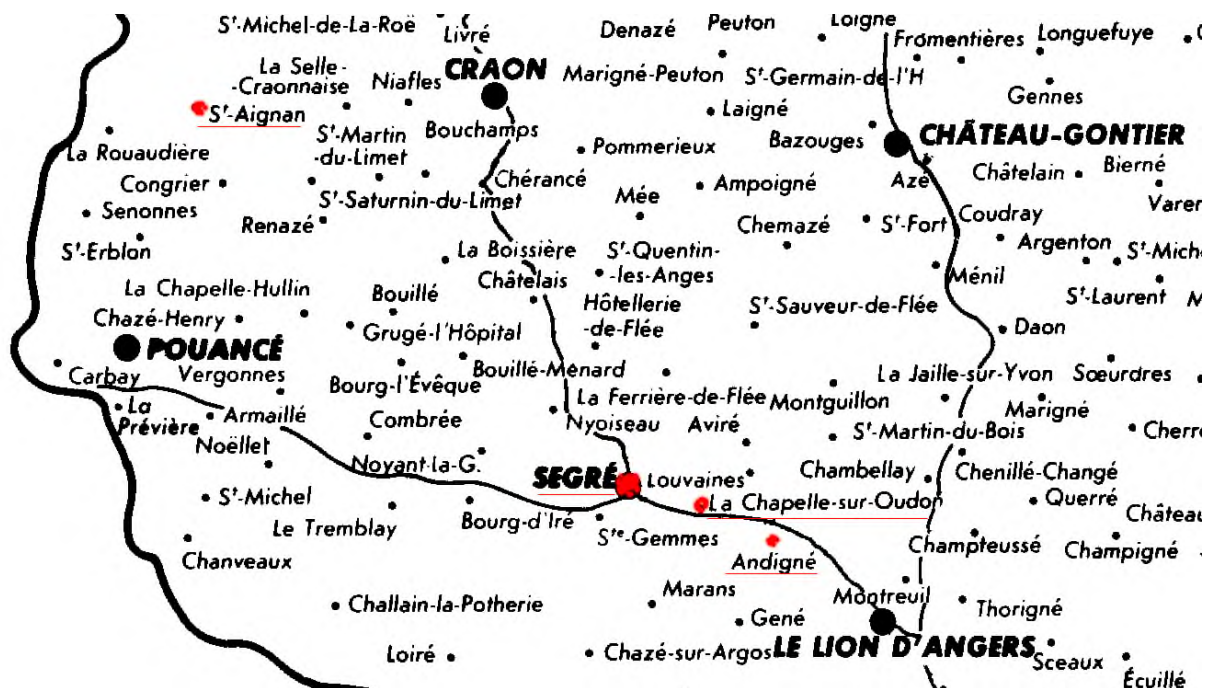 St-Michel-de-La-Roë
Livré
Denazé
Peuton
Loigné
Fromentières
Longuefuye
La Selle-
-Craonnaise
Niafles
CRAON
Marigné-Peuton
St-Germain-de-l'H
Gennes
St-Aignan
Laigné
St-Martin
-du-Limet
Bouchamps
Bazouges
CHÂTEAU-GONTIER
La Rouaudière
Pommerieux
Azé
Châtelain
Bierné
Congrier
Chérancé
Mée
Ampoigné
Senonnes
Renazé
St-Saturnin-du-Limet
Chemazé
St-Fort
Coudray
Varen
St-Erblon
La Boissière
St-Quentin-
-les-Anges
Argenton
St-Mich
Châtelais
Ménil
La Chapelle-Hullin
Bouillé
Hôtellerie
-de-Flée
St-Sauveur-de-Flée
St-Laurent
M
Chazé-Henry
Grugé-l'Hôpital
Daon
POUANCÉ
Carbay
Vergonnes
Bourg-l'Évêque
Bouillé-Ménard
La Jaille-sur-Yvon
Sœurdres
La
Prévière
Armaillé
Combrée
La Ferrière-de-Flée
Montguillon
Marigné
Noëllet
Nyoiseau
Aviré
St-Martin-du-Bois
Cherré
Noyant-la-G.
SEGRÉ
Louvaines
Chambellay
Chenillé-Changé
St-Michel
La Chapelle-sur-Oudon
Querré
Le Tremblay
Bourg-d'Iré
Ste-Gemmes
Château
Chanveaux
Andigné
Champteussé
Champigné
Challain-la-Potherie
Marans
Montreuil
Thorigné
Gené
Loiré
Chazé-sur-Argos
LE LION D'ANGERS
Sceaux
Écuillé